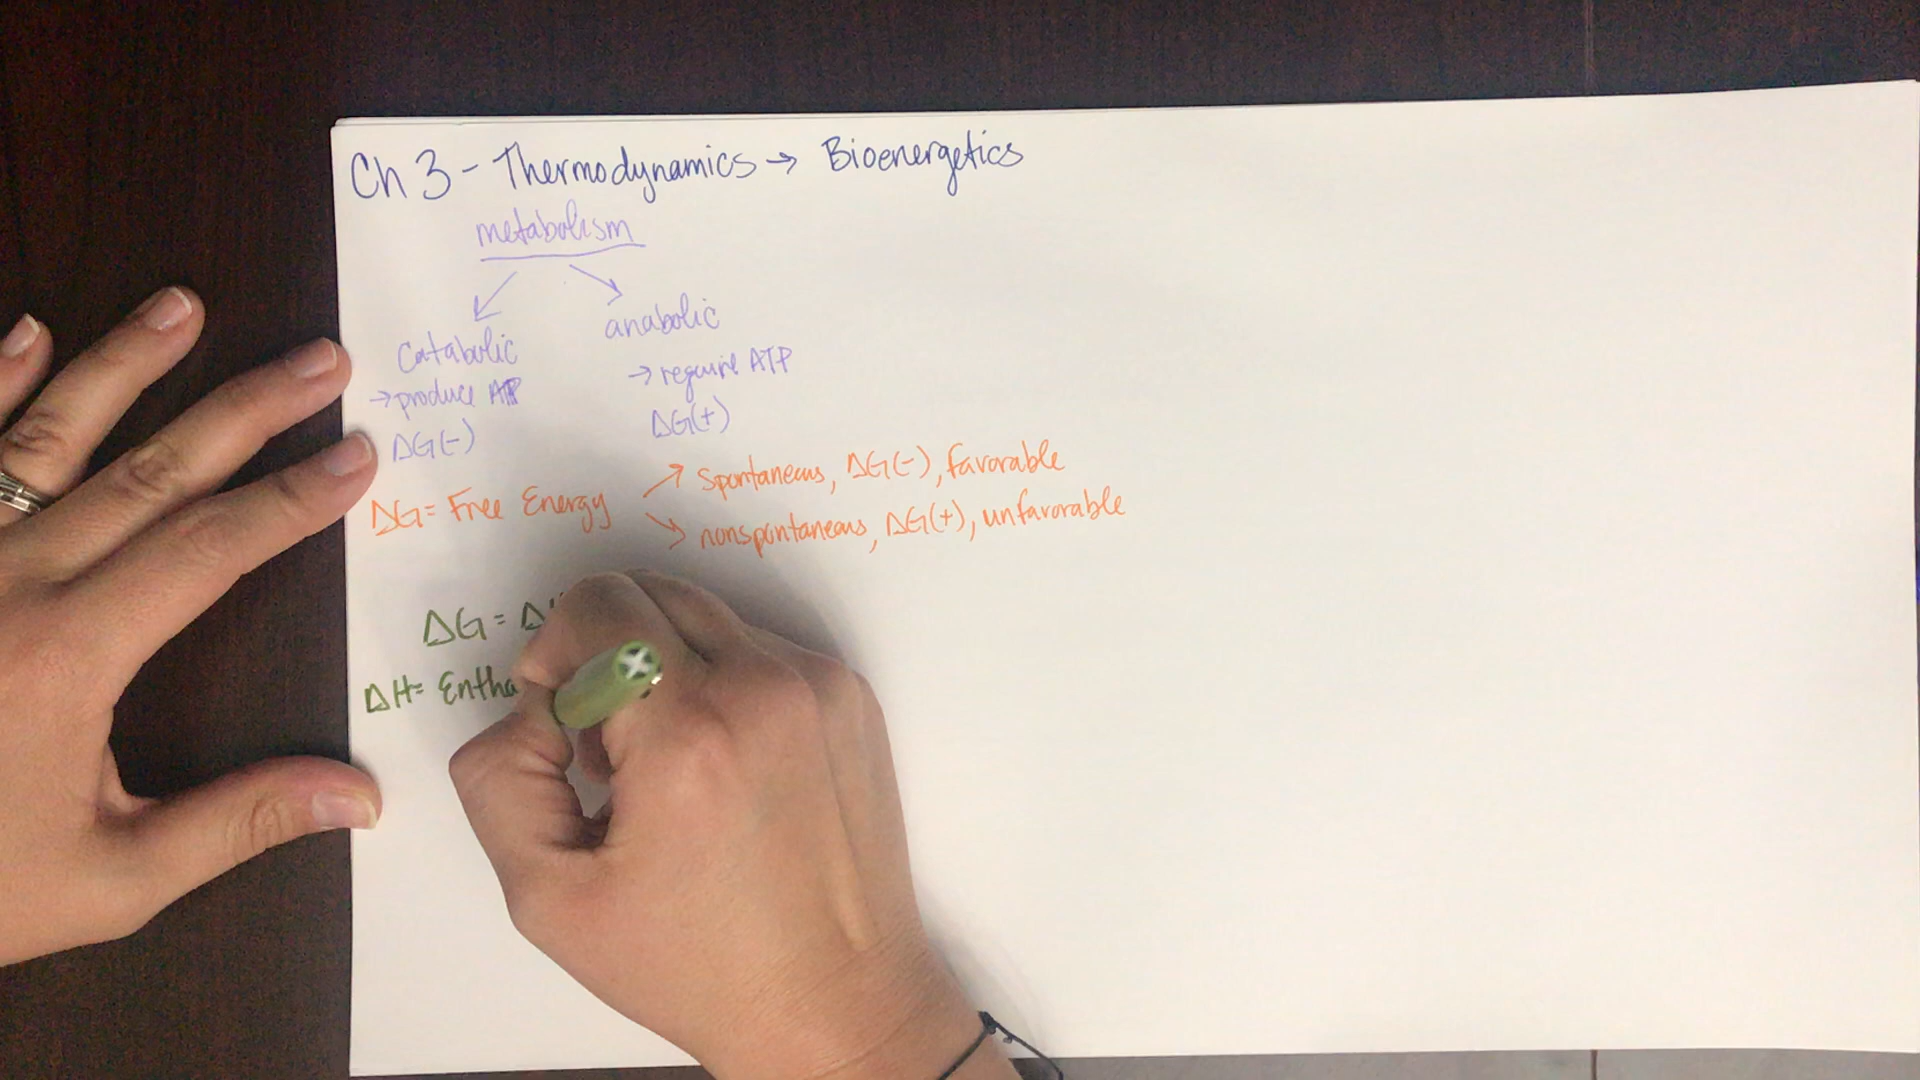 Ch 3 - Thermodynamics → Bioenergetics
metabolism
Catabolic
→ produce ATP
ΔG(-)
anabolic
→ require ATP
ΔG(+)
ΔG = Free Energy
↗ Spontaneous, ΔG(-), favorable
↘ nonspontaneous, ΔG(+), unfavorable
ΔG = ΔH
ΔH = Entha